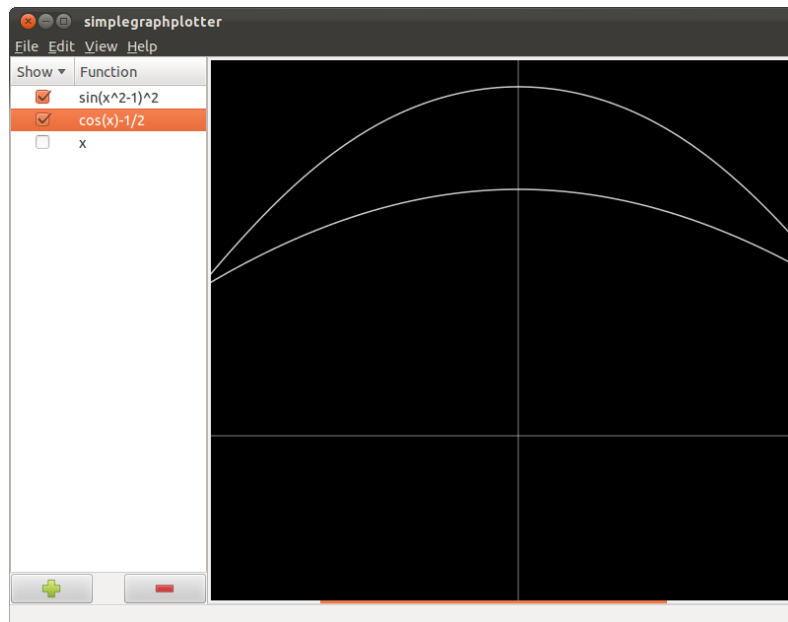 simplegraphplotter
File Edit View Help
Show Function
sin(x^2-1)^2
cos(x)-1/2
x